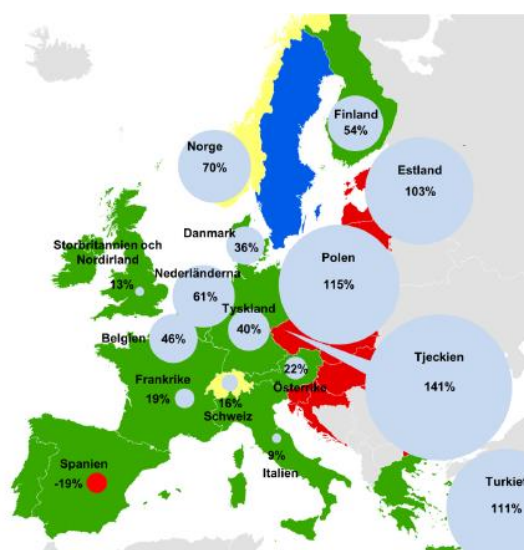 Finland
54%
Norge
70%
Estland
103%
Danmark
36%
Storbritannien och
Nordirland
13%
Nederländerna
61%
Polen
115%
Tyskland
40%
Belgien
46%
Tjeckien
141%
22%
Österrike
Frankrike
19%
16%
Schweiz
9%
Italien
Spanien
-19%
Turkiet
111%